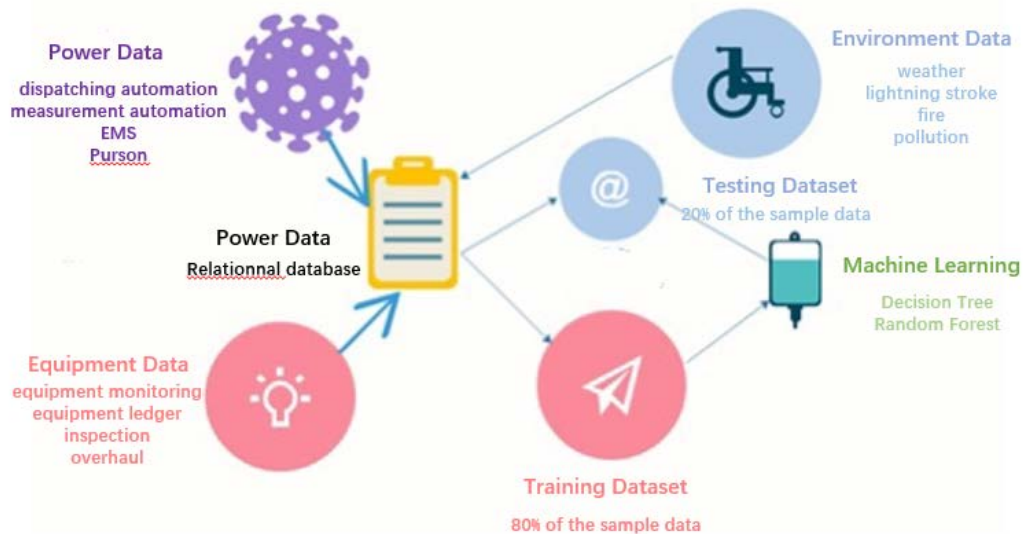 Power Data
dispatching automation
measurement automation
EMS
Purson
Environment Data
weather
lightning stroke
fire
pollution
@
Testing Dataset
20% of the sample data
Power Data
Relationnal database
Machine Learning
Decision Tree
Random Forest
Equipment Data
equipment monitoring
equipment ledger
inspection
overhaul
Training Dataset
80% of the sample data